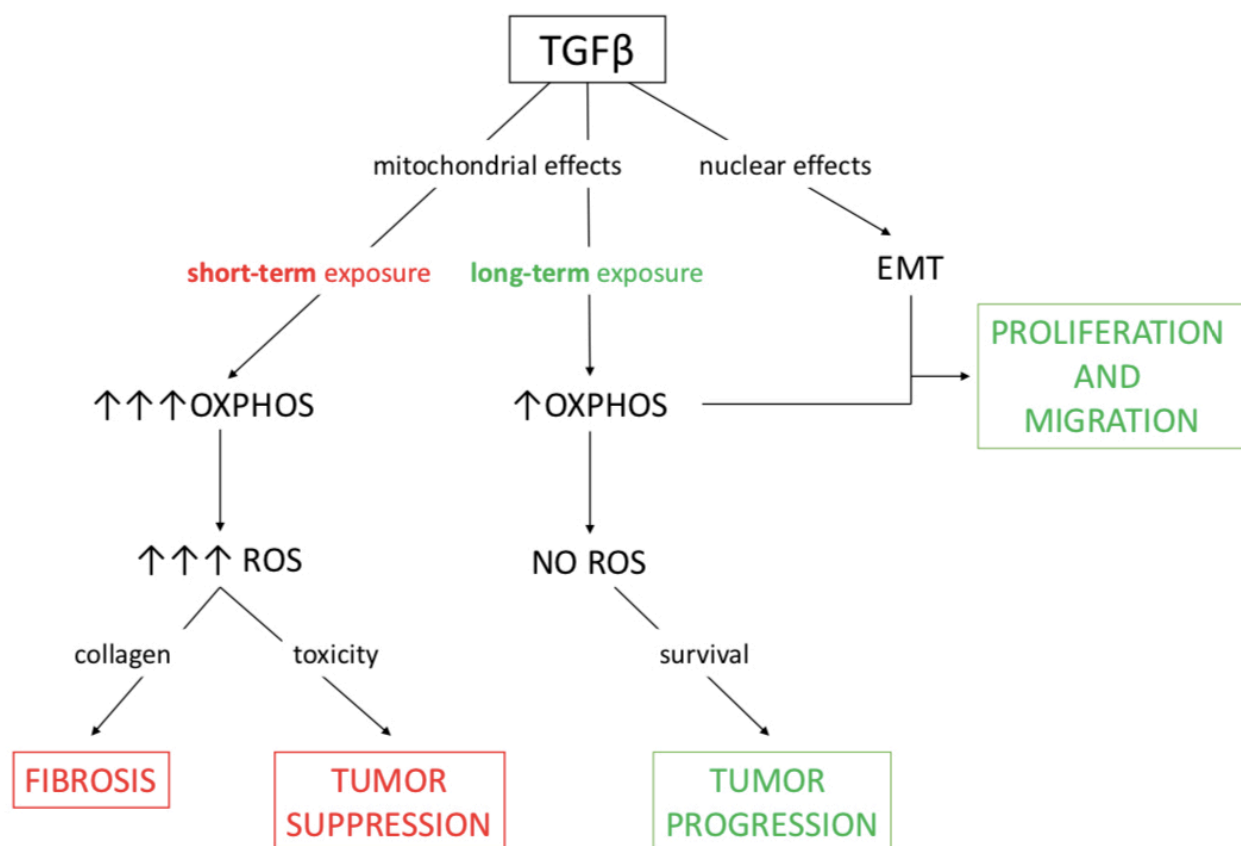 TGFβ
mitochondrial effects
nuclear effects
short-term exposure
long-term exposure
EMT
PROLIFERATION
AND
MIGRATION
↑↑↑OXPHOS
↑OXPHOS
↑↑↑ ROS
NO ROS
collagen
toxicity
survival
FIBROSIS
TUMOR
SUPPRESSION
TUMOR
PROGRESSION